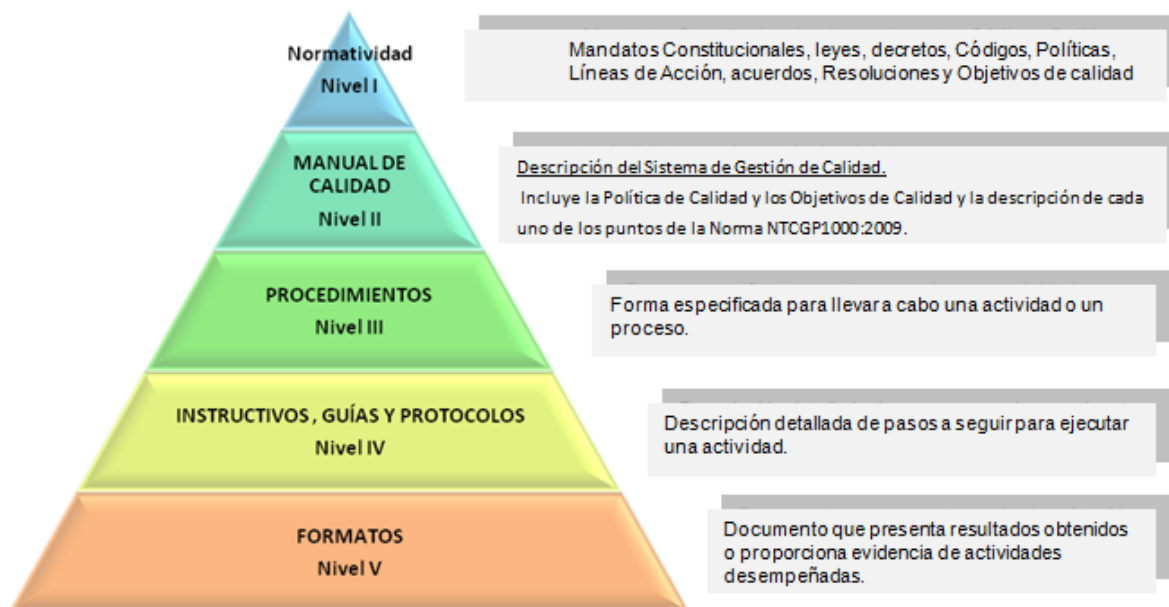 Normatividad
Nivel I
Mandatos Constitucionales, leyes, decretos, Códigos, Políticas,
Líneas de Acción, acuerdos, Resoluciones y Objetivos de calidad
MANUAL DE
CALIDAD
Nivel II
Descripción del Sistema de Gestión de Calidad.
Incluye la Política de Calidad y los Objetivos de Calidad y la descripción de cada
uno de los puntos de la Norma NTCGP1000:2009.
PROCEDIMIENTOS
Nivel III
Forma especificada para llevar a cabo una actividad o un
proceso.
INSTRUCTIVOS, GUÍAS Y PROTOCOLOS
Nivel IV
Descripción detallada de pasos a seguir para ejecutar
una actividad.
FORMATOS
Nivel V
Documento que presenta resultados obtenidos
o proporciona evidencia de actividades
desempeñadas.